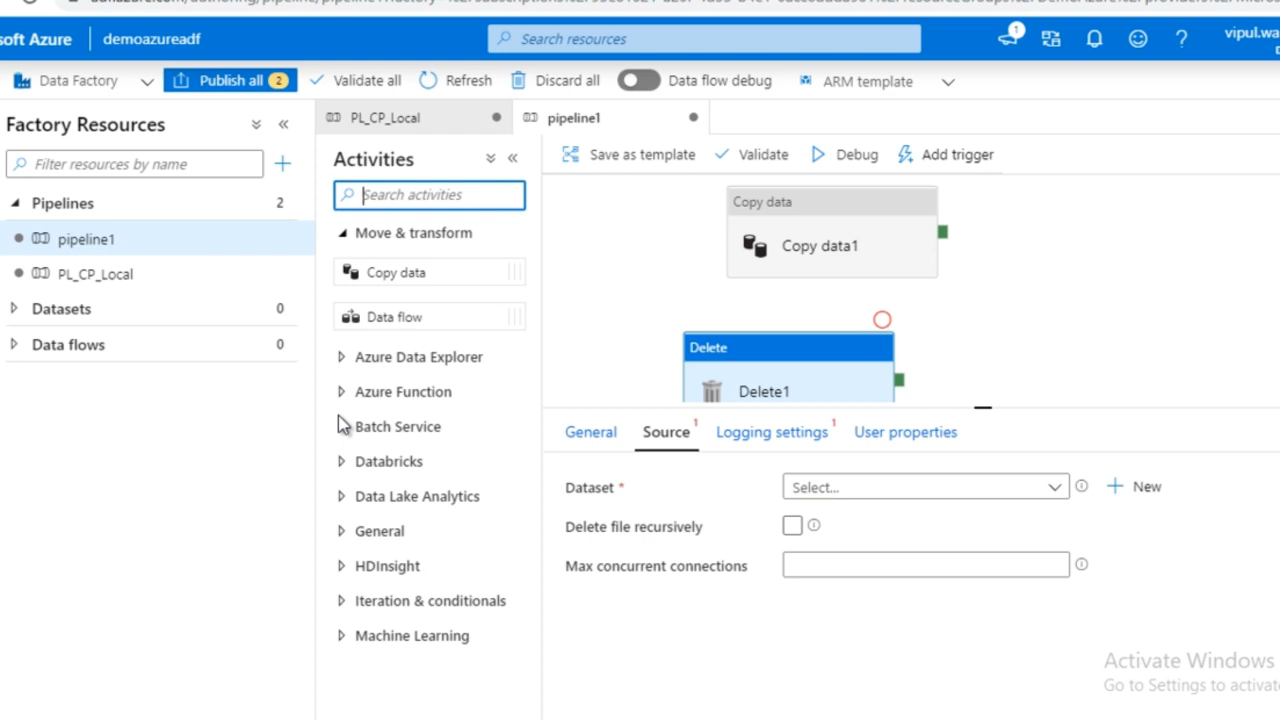 soft Azure
demoazureadf
Search resources
1
vipul.wa
Data Factory
Publish all
2
Validate all
Refresh
Discard all
Data flow debug
ARM template
Factory Resources
Filter resources by name
Pipelines
2
pipeline1
PL_CP_Local
Datasets
0
Data flows
0
PL_CP_Local
pipeline1
Activities
Search activities
Move & transform
Copy data
Data flow
Azure Data Explorer
Azure Function
Batch Service
Databricks
Data Lake Analytics
General
HDInsight
Iteration & conditionals
Machine Learning
Save as template
Validate
Debug
Add trigger
Copy data
Copy data1
Delete
Delete1
General
Source 1
Logging settings 1
User properties
Dataset *
Select...
New
Delete file recursively
Max concurrent connections
Activate Windows
Go to Settings to activat